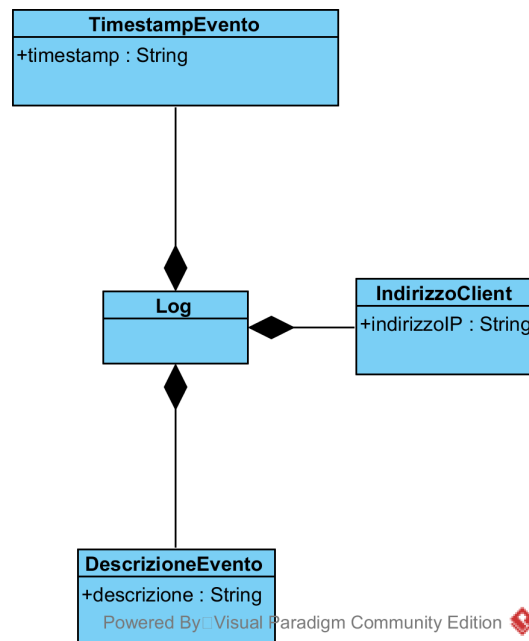 TimestampEvento
+timestamp : String
Log
IndirizzoClient
+indirizzoIP : String
DescrizioneEvento
+descrizione : String
Powered By Visual Paradigm Community Edition